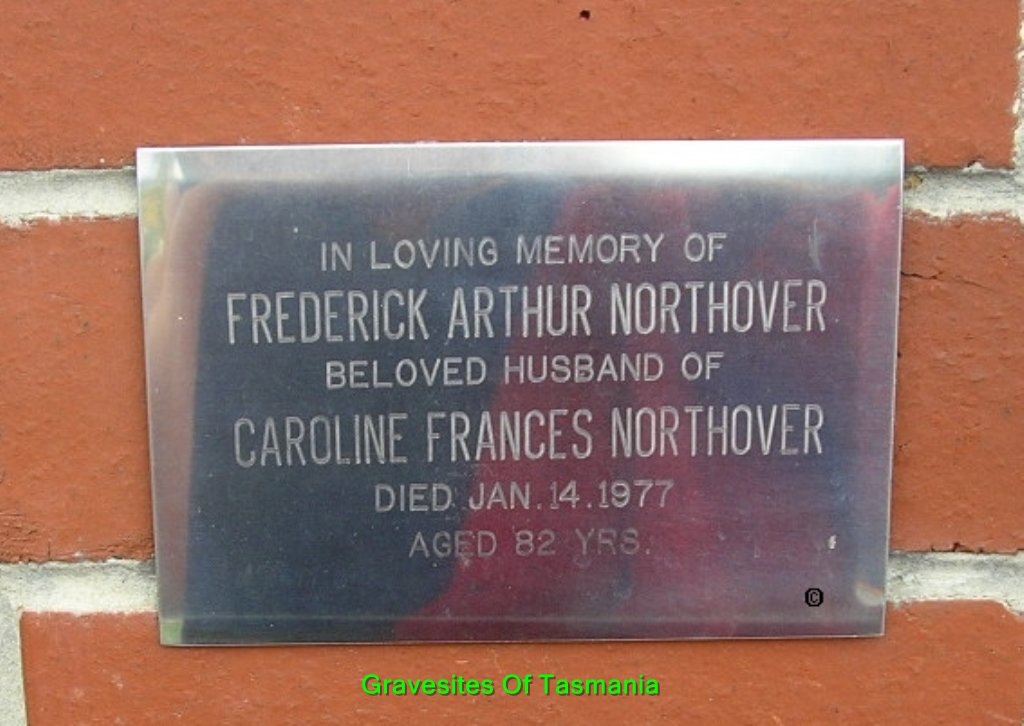 IN LOVING MEMORY OF
FREDERICK ARTHUR NORTHOVER
BELOVED HUSBAND OF
CAROLINE FRANCES NORTHOVER
DIED JAN.14.1977
AGED 82 YRS.
©
Gravesites Of Tasmania